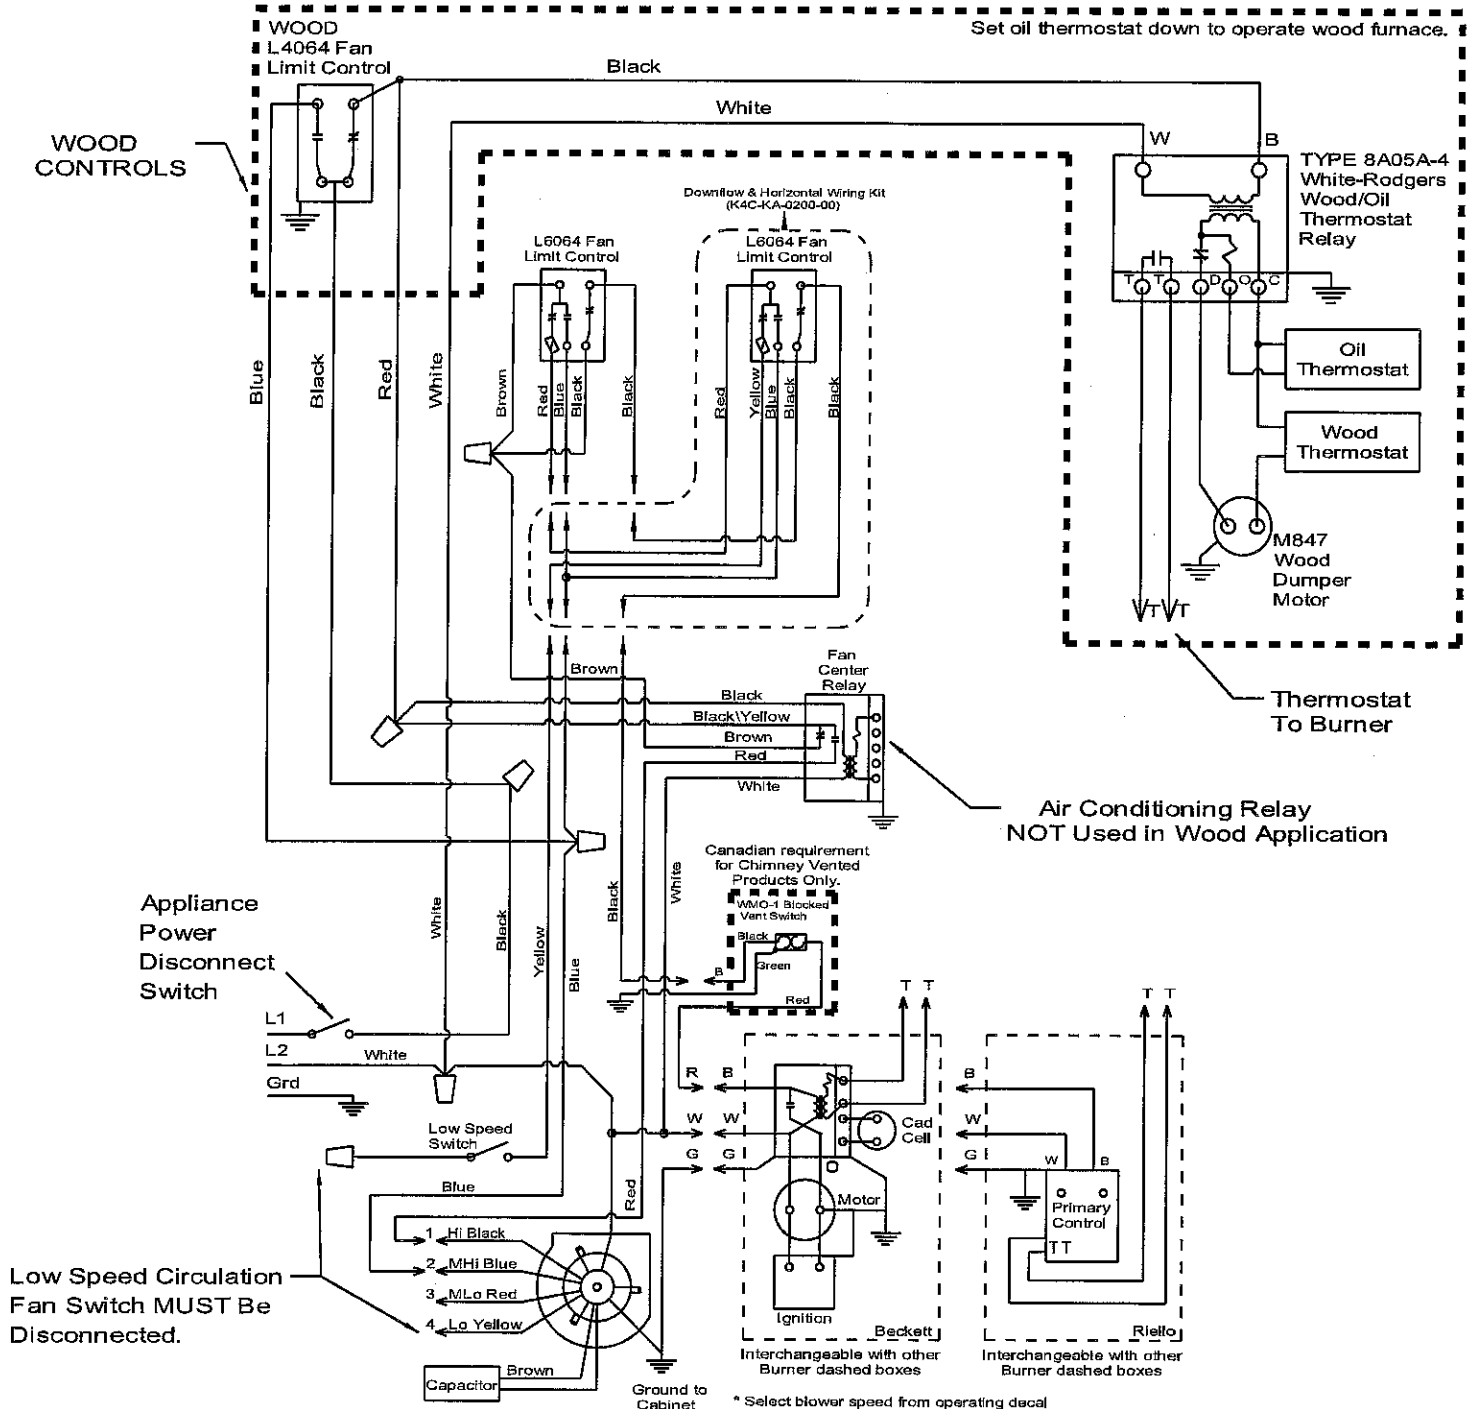 WOOD
L4064 Fan
Limit Control
Set oil thermostat down to operate wood furnace.
Black
White
WOOD
CONTROLS
W
B
TYPE 8A05A-4
White-Rodgers
Wood/Oil
Thermostat
Relay
Downflow & Horizontal Wiring Kit
(K4C-KA-0200-00)
L6064 Fan
Limit Control
L6064 Fan
Limit Control
T
T
D
O
C
Oil
Thermostat
Wood
Thermostat
Blue
Black
Red
White
Brown
Red
Blue
Black
Black
Red
Yellow
Blue
Black
Black
M847
Wood
Dumper
Motor
T
T
Thermostat
To Burner
Brown
Fan
Center
Relay
Black
Black\Yellow
Brown
Red
White
Air Conditioning Relay
NOT Used in Wood Application
Canadian requirement
for Chimney Vented
Products Only.
WMO-1 Blocked
Vent Switch
Black
Green
Red
B
White
Black
Yellow
Blue
Black
White
Appliance
Power
Disconnect
Switch
L1
L2
White
Grd
Low Speed
Switch
Blue
Red
T T
T T
R B
W W
G G
B
W
G
Cad
Cell
Motor
Ignition
Beckett
W
B
Primary
Control
TT
Riello
Interchangeable with other
Burner dashed boxes
Interchangeable with other
Burner dashed boxes
1 Hi Black
2 MHi Blue
3 MLo Red
4 Lo Yellow
Low Speed Circulation
Fan Switch MUST Be
Disconnected.
Capacitor
Brown
Ground to
Cabinet
* Select blower speed from operating decal